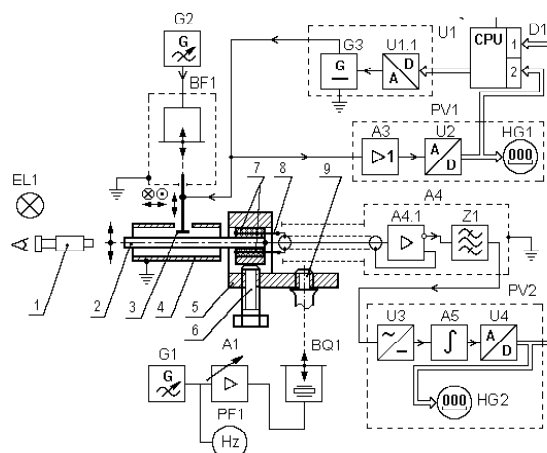 G2
G
BF1
G3
G
U1.1
D
A
U1
CPU
1
2
D1
PV1
A3
1
U2
A
D
HG1
000
EL1
7
8
9
A4
A4.1
Z1
1
2
3
4
5
6
PV2
U3
A5
∫
U4
A
D
000
HG2
G1
G
A1
PF1
Hz
BQ1